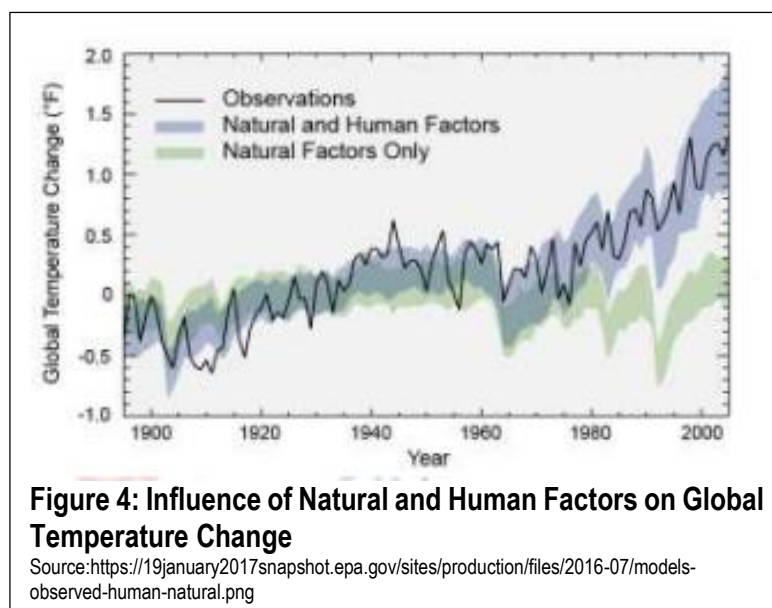 2.0
1.5
1.0
0.5
0
-0.5
-1.0
Global Temperature Change (°F)
Observations
Natural and Human Factors
Natural Factors Only
1900
1920
1940
1960
1980
2000
Year
Figure 4: Influence of Natural and Human Factors on Global
Temperature Change
Source:https://19january2017snapshot.epa.gov/sites/production/files/2016-07/models-
observed-human-natural.png